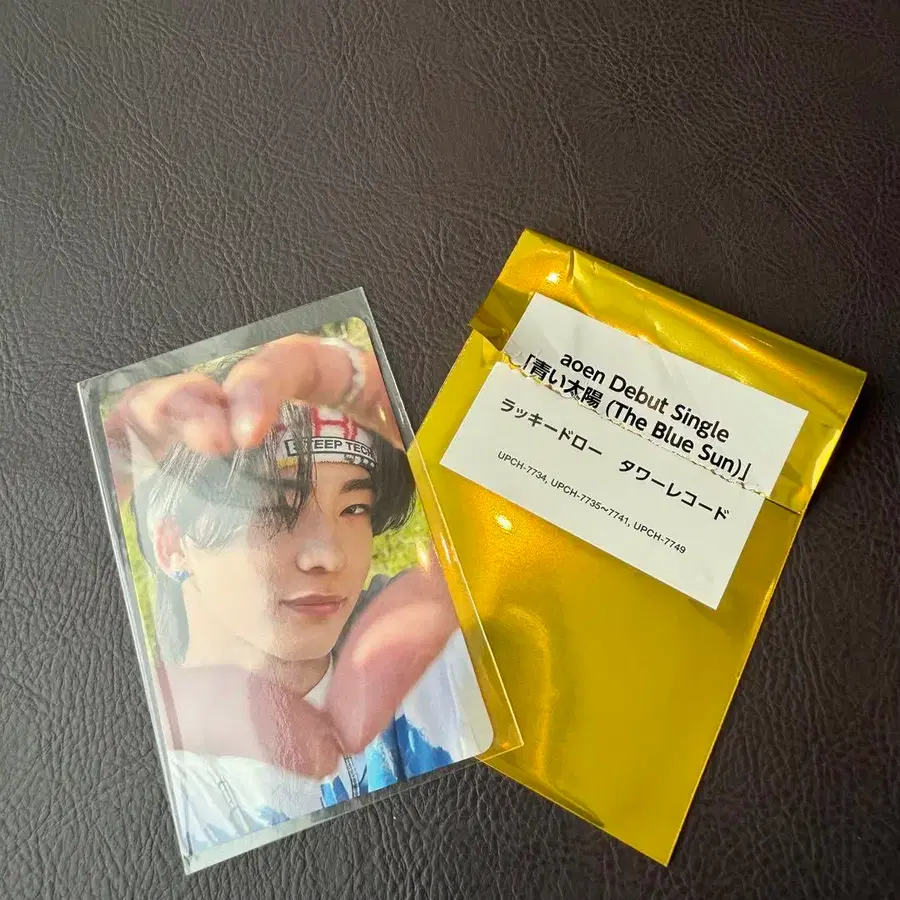 STEEP TECH
aoen Debut Single
「青い太陽 (The Blue Sun)」
ラッキードロー タワーレコード
UPCH-7734, UPCH-7735~7741, UPCH-7749